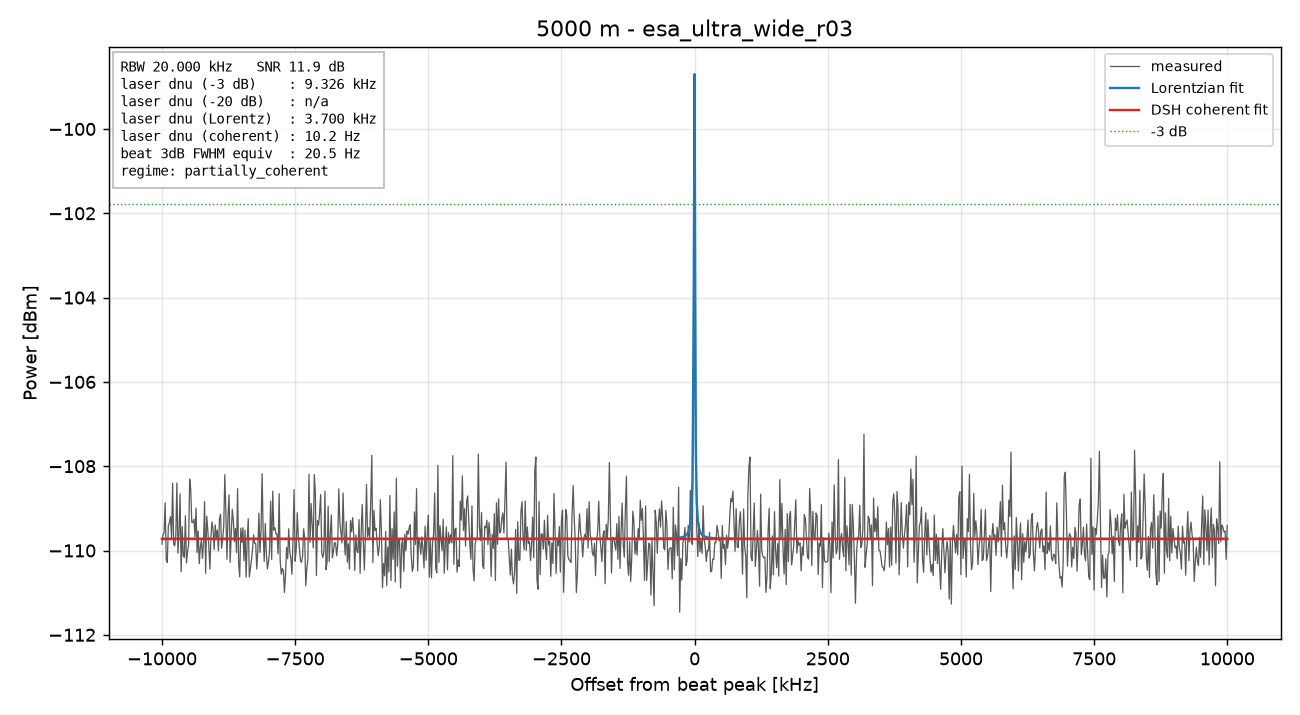 5000 m - esa_ultra_wide_r03
RBW 20.000 kHz   SNR 11.9 dB
laser dnu (-3 dB)    : 9.326 kHz
laser dnu (-20 dB)   : n/a
laser dnu (Lorentz)  : 3.700 kHz
laser dnu (coherent) : 10.2 Hz
beat 3dB FWHM equiv  : 20.5 Hz
regime: partially_coherent
measured
Lorentzian fit
DSH coherent fit
-3 dB
Power [dBm]
−100
−102
−104
−106
−108
−110
−112
−10000
−7500
−5000
−2500
0
2500
5000
7500
10000
Offset from beat peak [kHz]